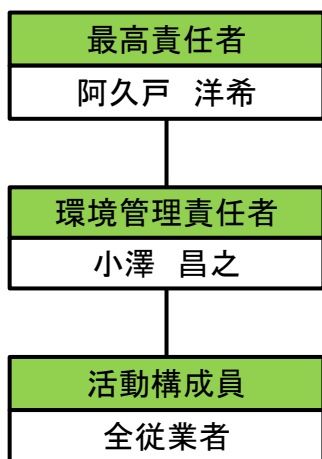 最高責任者
阿久戸 洋希
環境管理責任者
小澤 昌之
活動構成員
全従業者